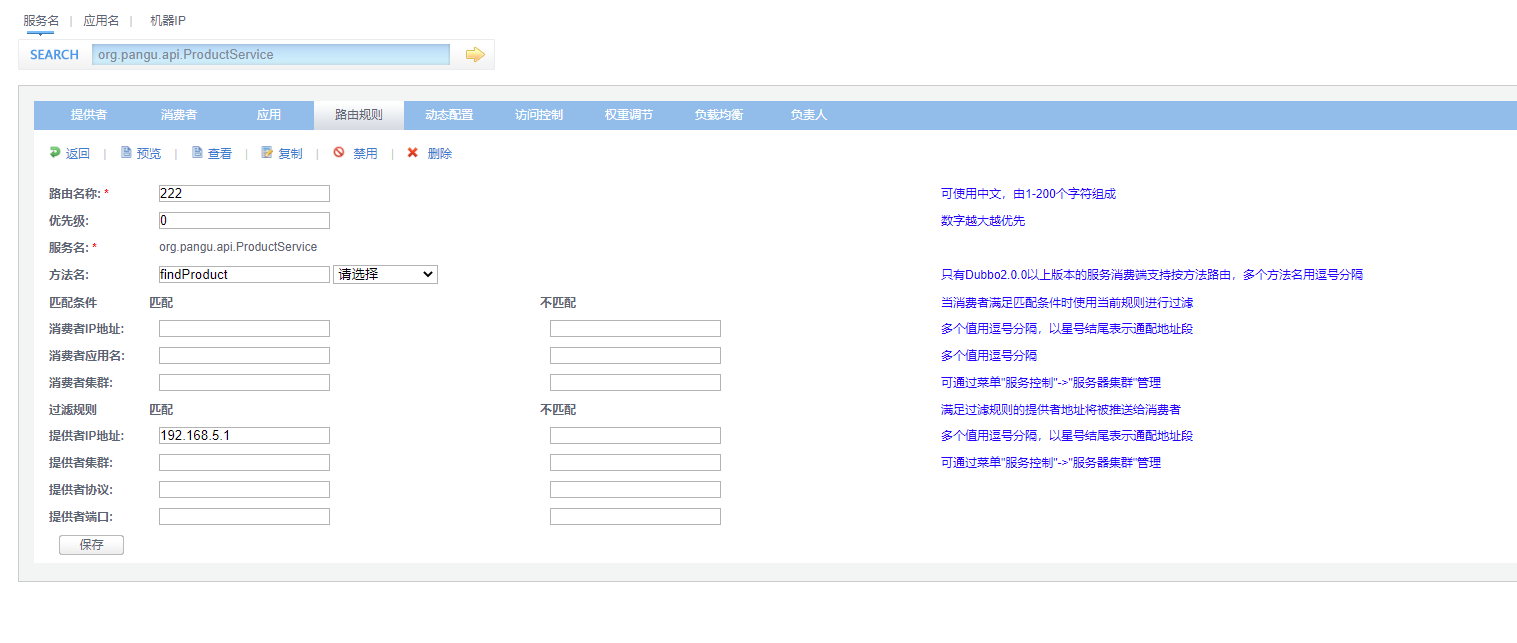 服务名 | 应用名 | 机器IP
SEARCH org.pangu.api.ProductService
提供者 消费者 应用 路由规则 动态配置 访问控制 权重调节 负载均衡 负责人
返回 | 预览 | 查看 | 复制 | 禁用 | 删除
路由名称: * 222 可使用中文，由1-200个字符组成
优先级: 0 数字越大越优先
服务名: * org.pangu.api.ProductService
方法名: findProduct 请选择 只有Dubbo2.0.0以上版本的服务消费端支持按方法路由，多个方法名用逗号分隔
匹配条件 匹配 不匹配 当消费者满足匹配条件时使用当前规则进行过滤
消费者IP地址: 多个值用逗号分隔，以星号结尾表示通配地址段
消费者应用名: 多个值用逗号分隔
消费者集群: 可通过菜单"服务控制"->"服务器集群"管理
过滤规则 匹配 不匹配 满足过滤规则的提供者地址将被推送给消费者
提供者IP地址: 192.168.5.1 多个值用逗号分隔，以星号结尾表示通配地址段
提供者集群: 可通过菜单"服务控制"->"服务器集群"管理
提供者协议:
提供者端口:
保存